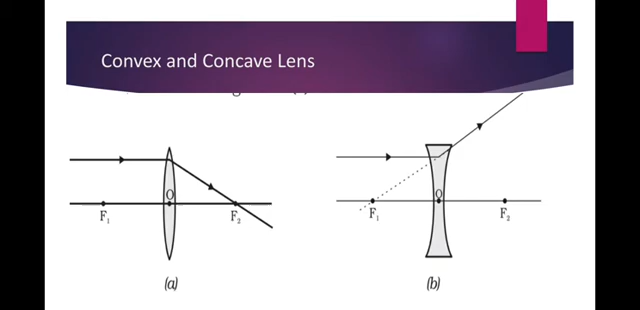 Convex and Concave Lens
O
F₁
F₂
(a)
O
F₁
F₂
(b)